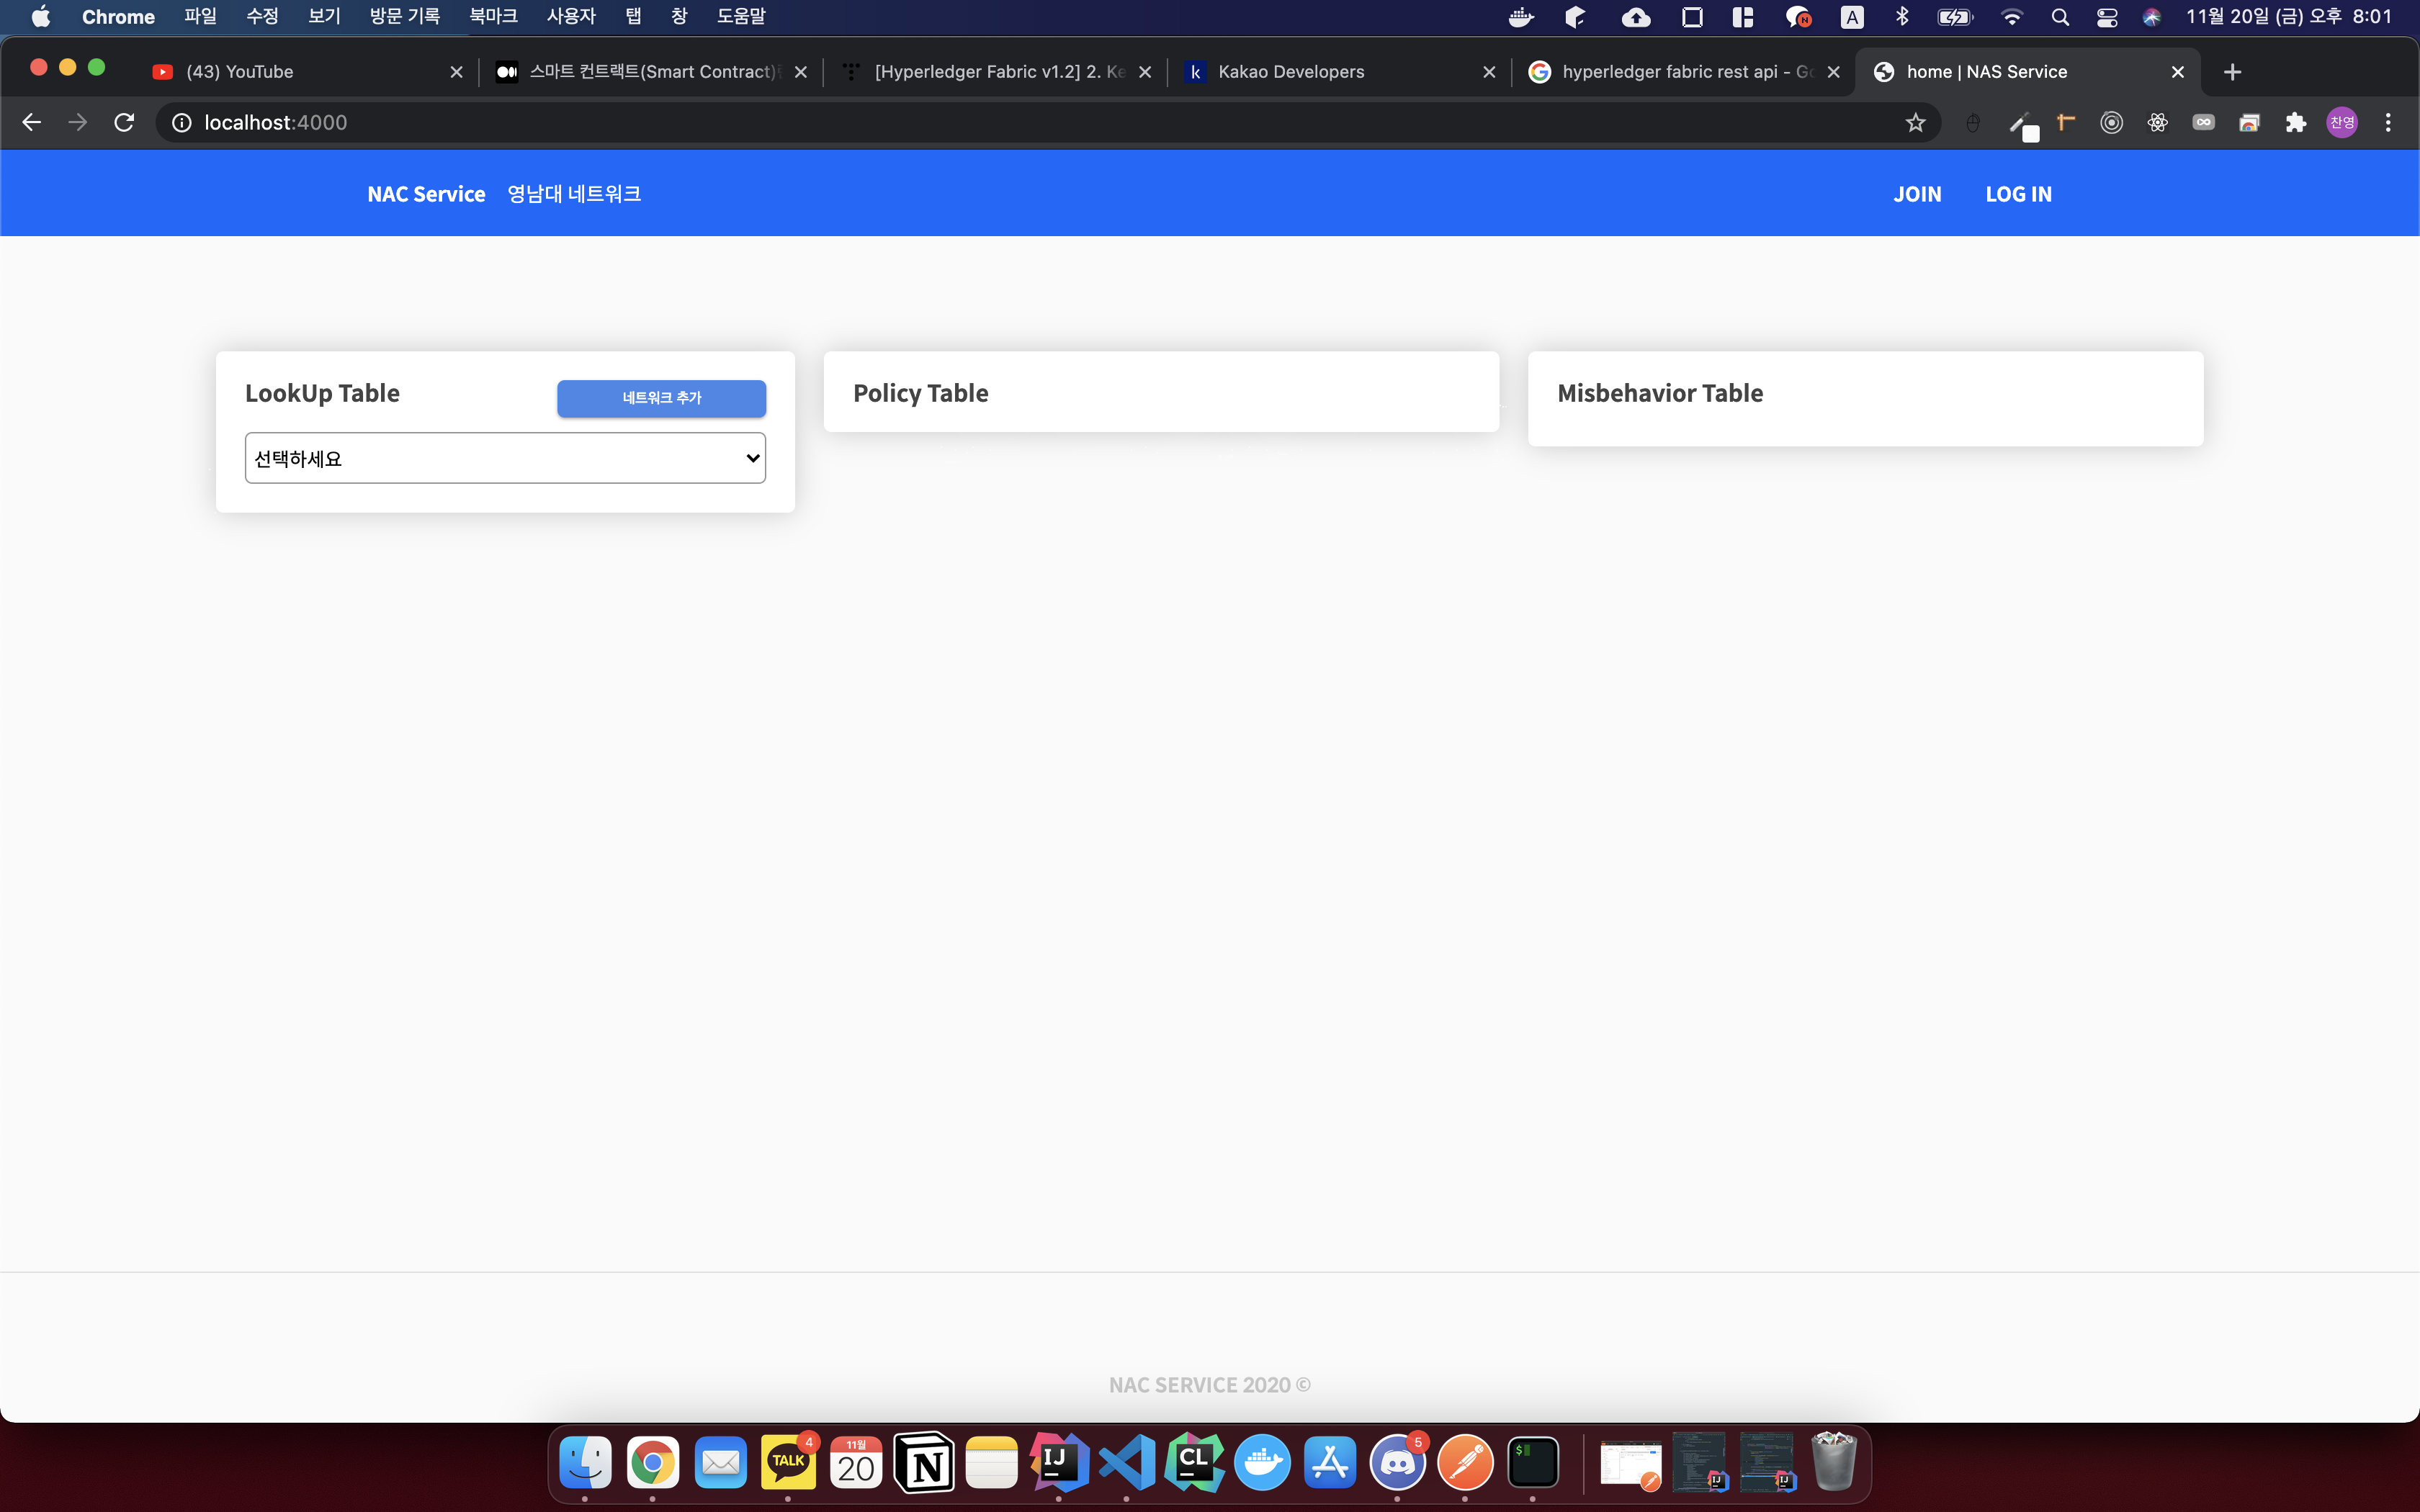 Chrome 파일 수정 보기 방문 기록 북마크 사용자 탭 창 도움말 A 11월 20일 (금) 오후 8:01
(43) YouTube 스마트 컨트랙트(Smart Contract) [Hyperledger Fabric v1.2] 2. Ke Kakao Developers hyperledger fabric rest api - Go home | NAS Service
localhost:4000 찬영
NAC Service 영남대 네트워크 JOIN LOG IN
LookUp Table 네트워크 추가 Policy Table Misbehavior Table
선택하세요
NAC SERVICE 2020 ©
TALK 4 11월 20 N IJ CL 5 $